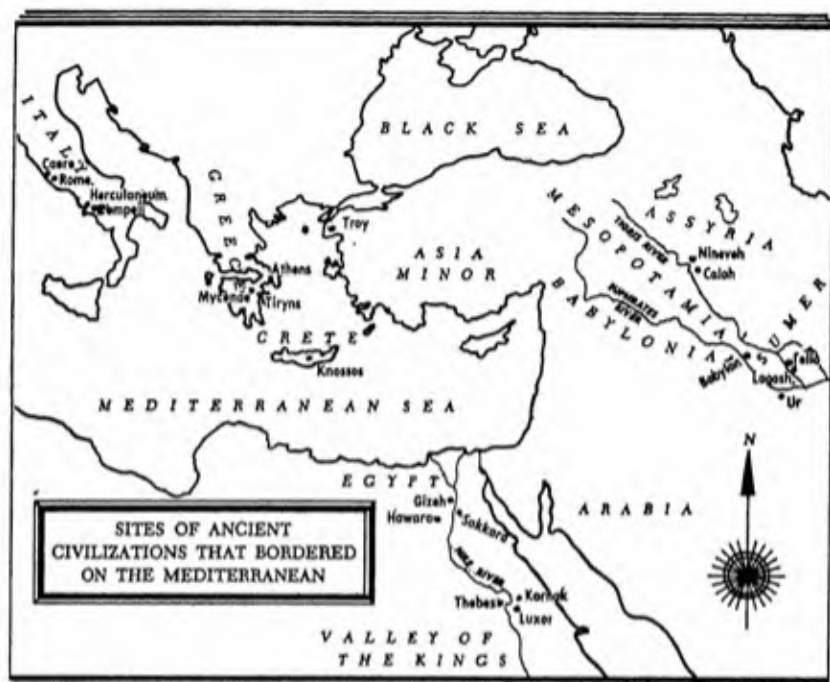 BLACK SEA
ITALY
Caere
Rome.
Herculaneum.
Pompeii
GREECE
Troy
ASIA
MINOR
Athens
Mycenae
Tiryns
CRETE
Knossos
MEDITERRANEAN SEA
ASSYRIA
MESOPOTAMIA
TIGRIS RIVER
Nineveh
Calah
EUPHRATES
RIVER
BABYLONIA
SUMER
Babylon
Tello
Lagash
Ur
N
EGYPT
Gizeh
Hawara
Sakkara
ARABIA
NILE RIVER
Thebes
Karnak
Luxor
VALLEY OF
THE KINGS
SITES OF ANCIENT
CIVILIZATIONS THAT BORDERED
ON THE MEDITERRANEAN